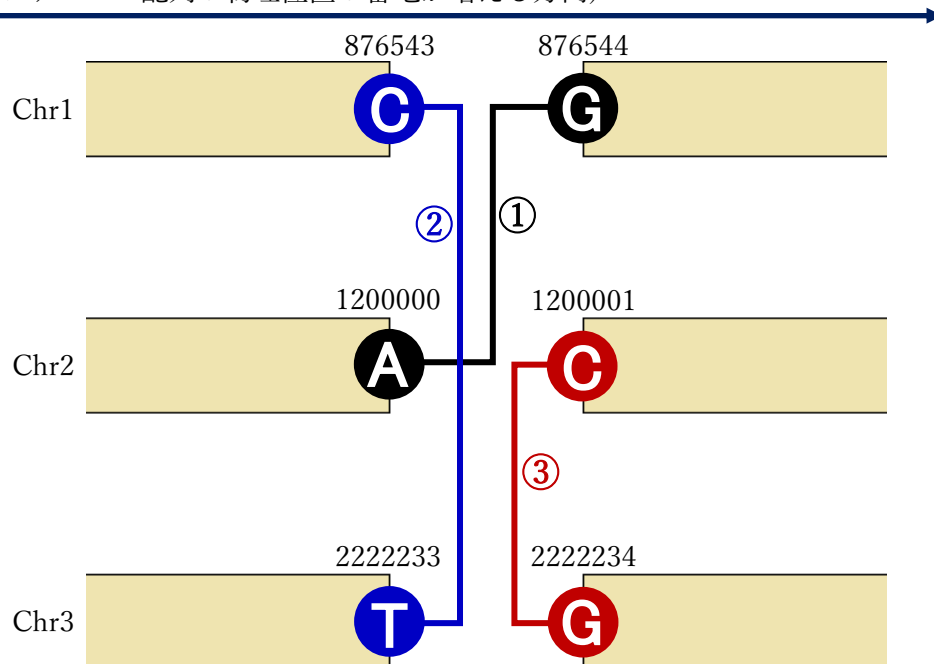 876543 876544
Chr1 C G
② ①
1200000 1200001
Chr2 A C
③
2222233 2222234
Chr3 T G